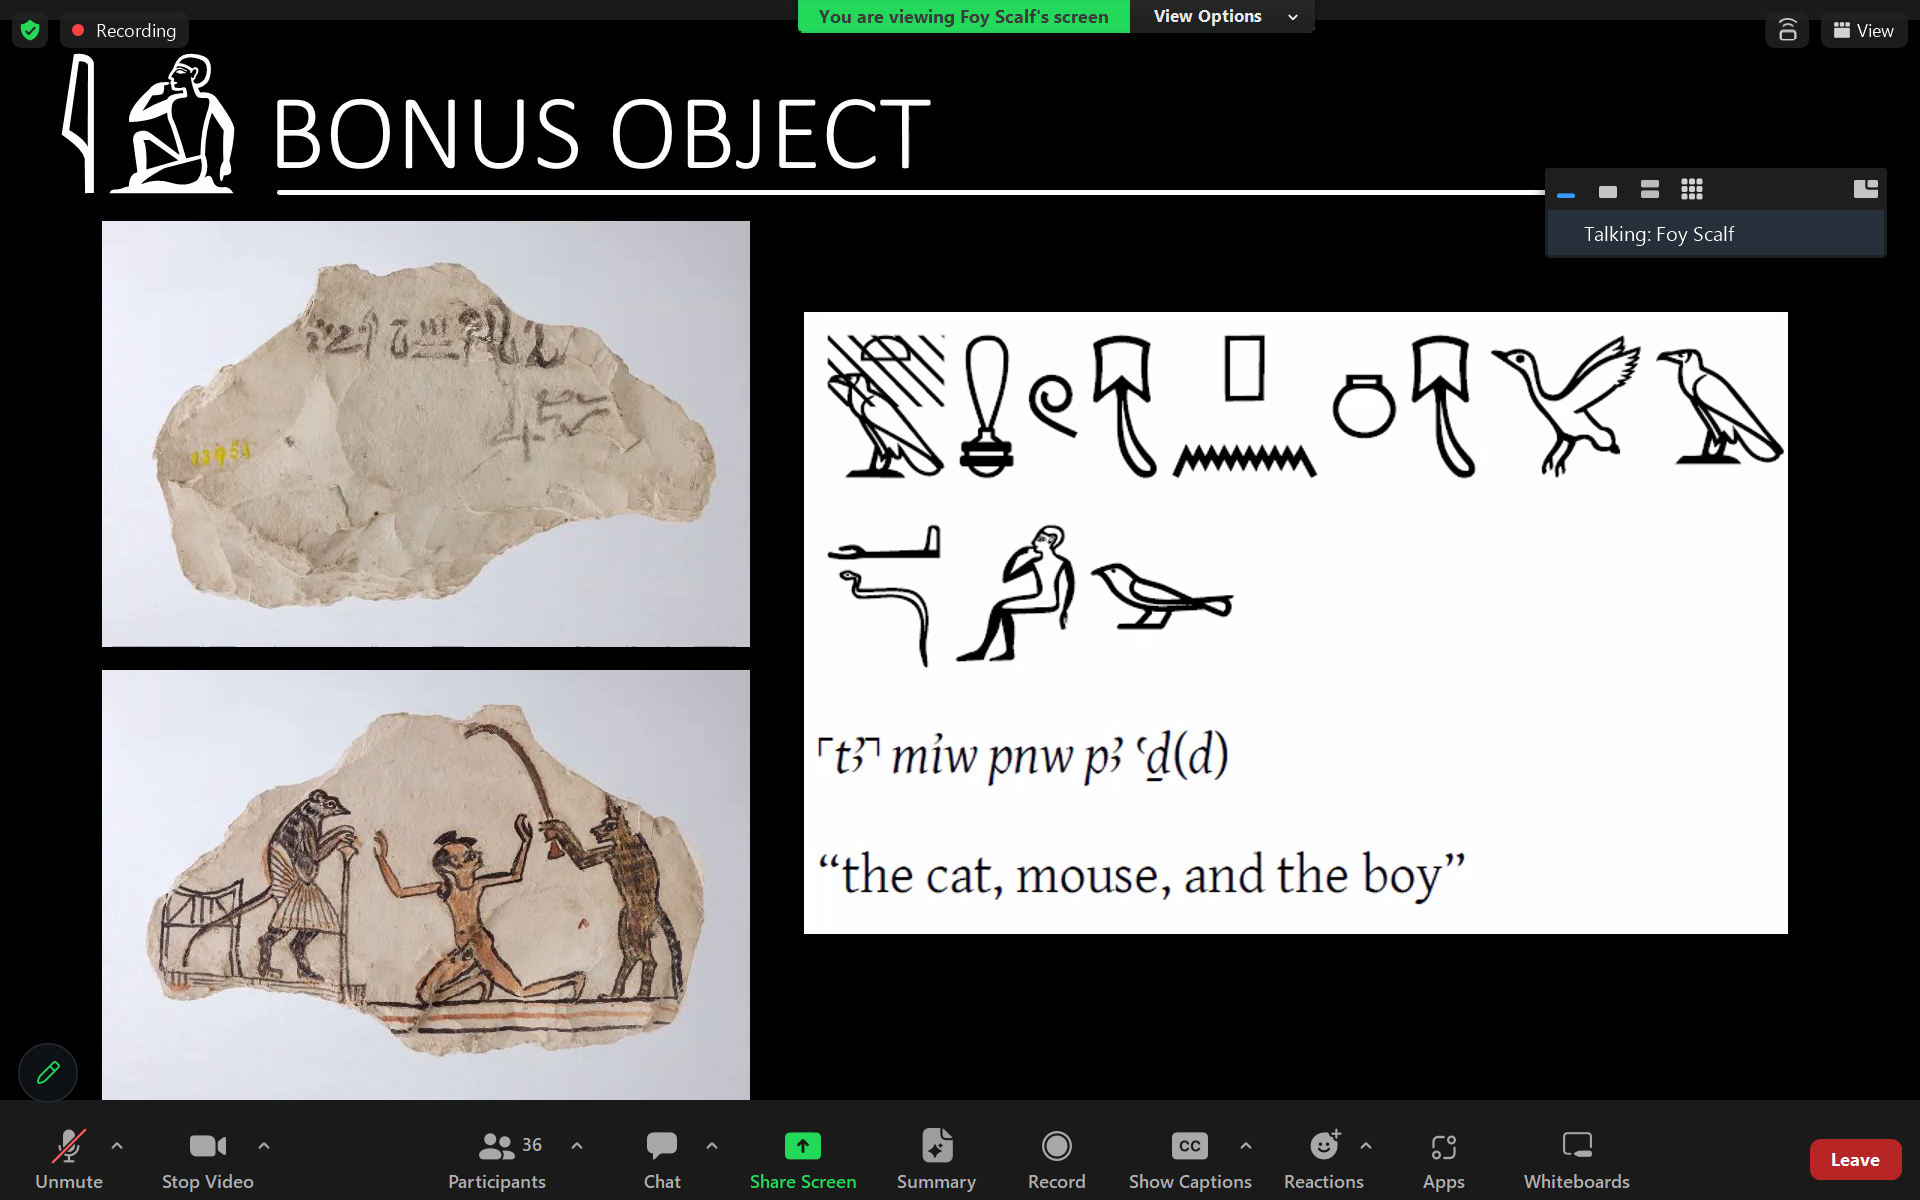 You are viewing Foy Scalf's screen
View Options
Recording
View
BONUS OBJECT
Talking: Foy Scalf
13951
⸢tꜣ⸣ mı͗w pnw pꜣ ꜥḏ(d)
“the cat, mouse, and the boy”
Unmute
Stop Video
Participants
36
Chat
Share Screen
Summary
Record
CC
Show Captions
Reactions
Apps
Whiteboards
Leave